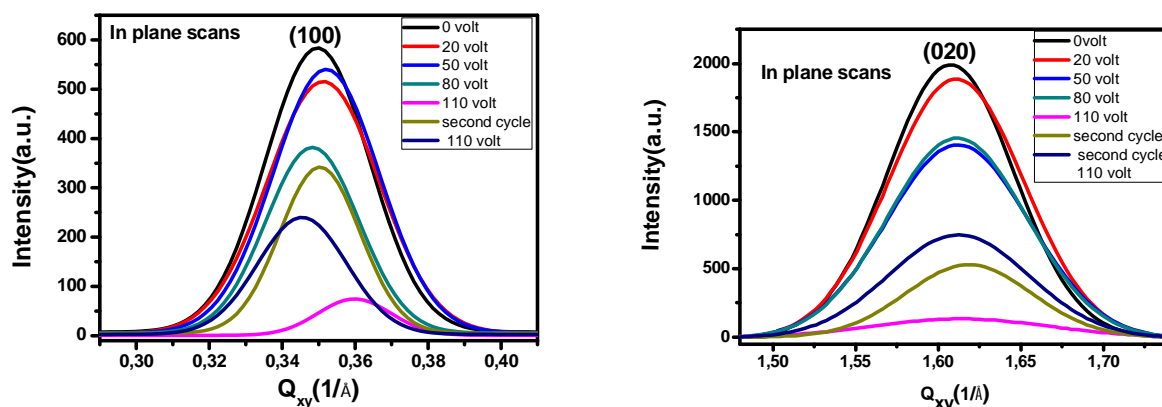 In plane scans
(100)
0 volt
20 volt
50 volt
80 volt
110 volt
second cycle
110 volt
600
500
400
300
200
100
0
Intensity(a.u.)
0,30
0,32
0,34
0,36
0,38
0,40
Qxy(1/Å)
In plane scans
(020)
0volt
20 volt
50 volt
80 volt
110 volt
second cycle
second cycle
110 volt
2000
1500
1000
500
0
Intensity(a.u.)
1,50
1,55
1,60
1,65
1,70
Qxy(1/Å)